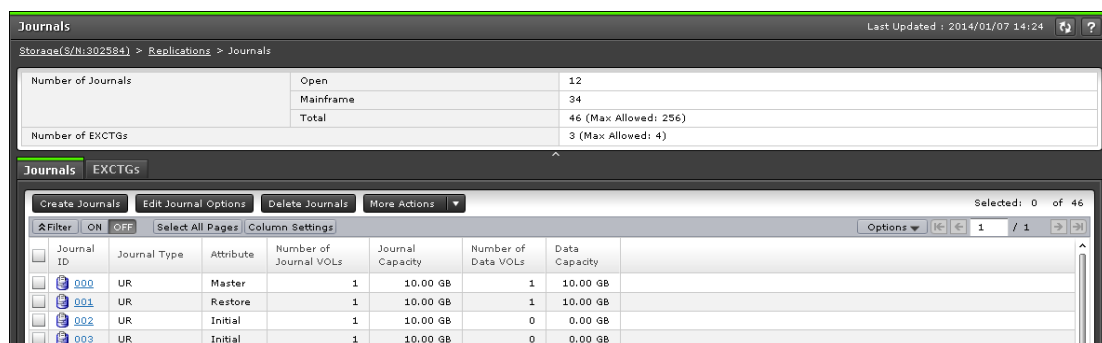 Journals Last Updated : 2014/01/07 14:24 ?
Storage(S/N:302584) > Replications > Journals
Number of Journals Open 12
Mainframe 34
Total 46 (Max Allowed: 256)
Number of EXCTGs 3 (Max Allowed: 4)
Journals EXCTGs
Create Journals Edit Journal Options Delete Journals More Actions Selected: 0 of 46
Filter ON OFF Select All Pages Column Settings Options 1 / 1
Journal ID Journal Type Attribute Number of Journal VOLs Journal Capacity Number of Data VOLs Data Capacity
000 UR Master 1 10.00 GB 1 10.00 GB
001 UR Restore 1 10.00 GB 1 10.00 GB
002 UR Initial 1 10.00 GB 0 0.00 GB
003 UR Initial 1 10.00 GB 0 0.00 GB